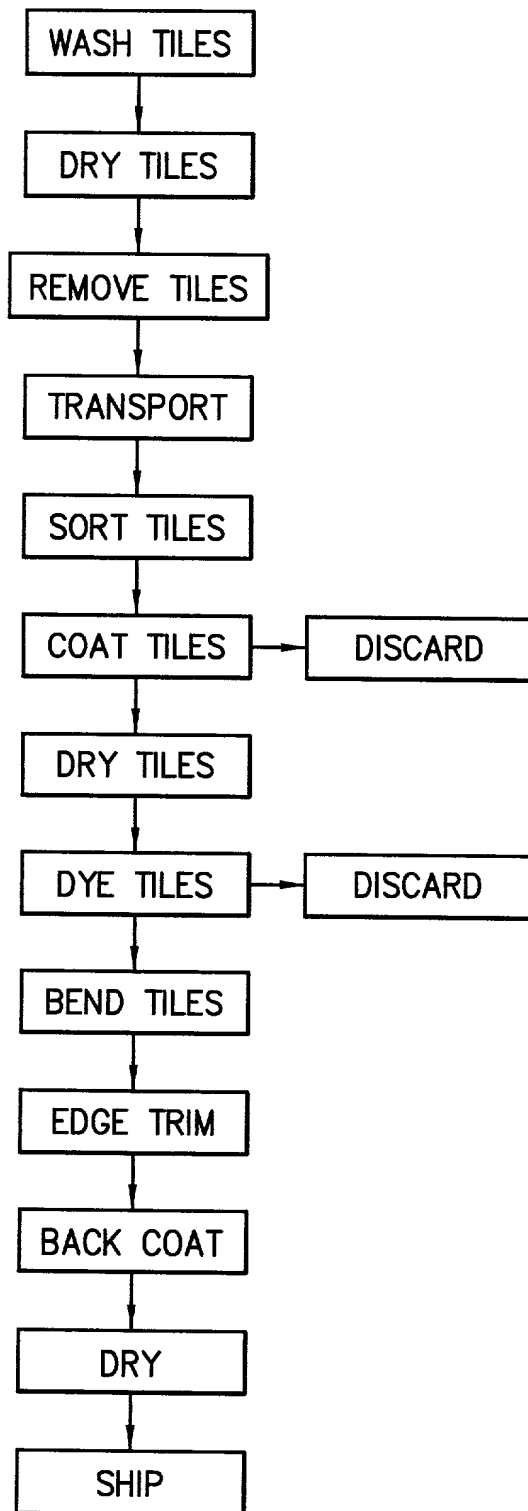 WASH TILES
DRY TILES
REMOVE TILES
TRANSPORT
SORT TILES
COAT TILES
DISCARD
DRY TILES
DYE TILES
DISCARD
BEND TILES
EDGE TRIM
BACK COAT
DRY
SHIP